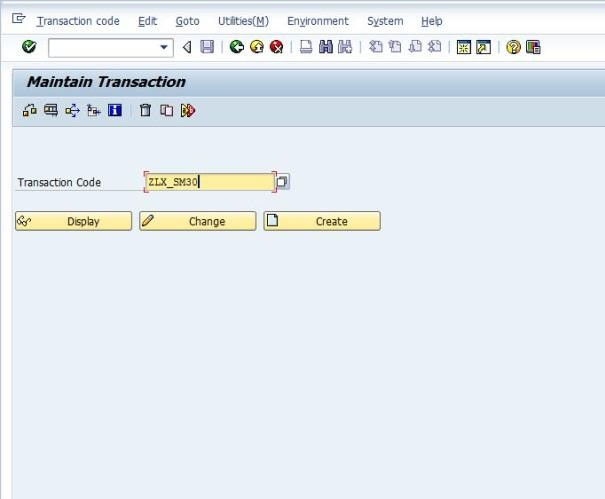 Transaction code Edit Goto Utilities(M) Environment System Help
Maintain Transaction
Transaction Code ZLX_SM30
Display Change Create